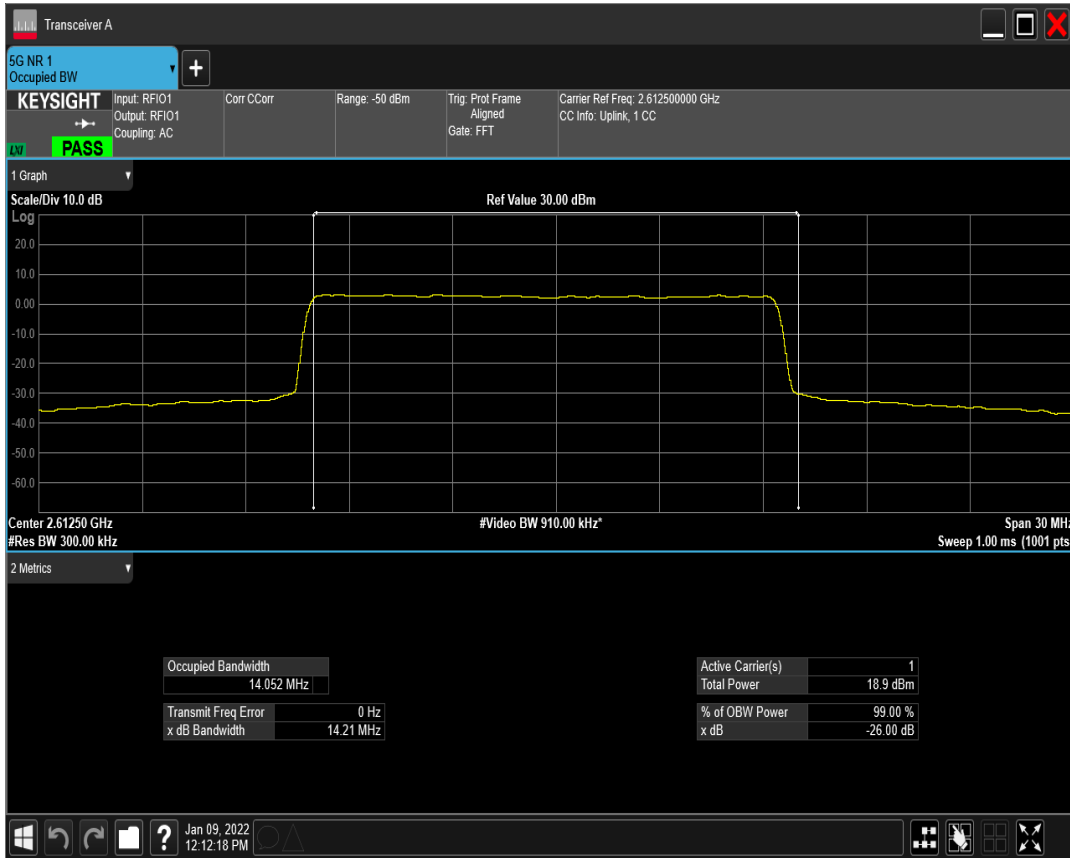 Transceiver A
5G NR 1
Occupied BW
+
KEYSIGHT
LXI
PASS
Input: RFIO1
Output: RFIO1
Coupling: AC
Corr CCorr
Range: -50 dBm
Trig: Prot Frame
Aligned
Gate: FFT
Carrier Ref Freq: 2.612500000 GHz
CC Info: Uplink, 1 CC
1 Graph
Scale/Div 10.0 dB
Ref Value 30.00 dBm
Log
20.0
10.0
0.00
-10.0
-20.0
-30.0
-40.0
-50.0
-60.0
Center 2.61250 GHz
#Video BW 910.00 kHz*
Span 30 MHz
#Res BW 300.00 kHz
Sweep 1.00 ms (1001 pts
2 Metrics
Occupied Bandwidth
14.052 MHz
Transmit Freq Error 0 Hz
x dB Bandwidth 14.21 MHz
Active Carrier(s) 1
Total Power 18.9 dBm
% of OBW Power 99.00 %
x dB -26.00 dB
?
Jan 09, 2022
12:12:18 PM